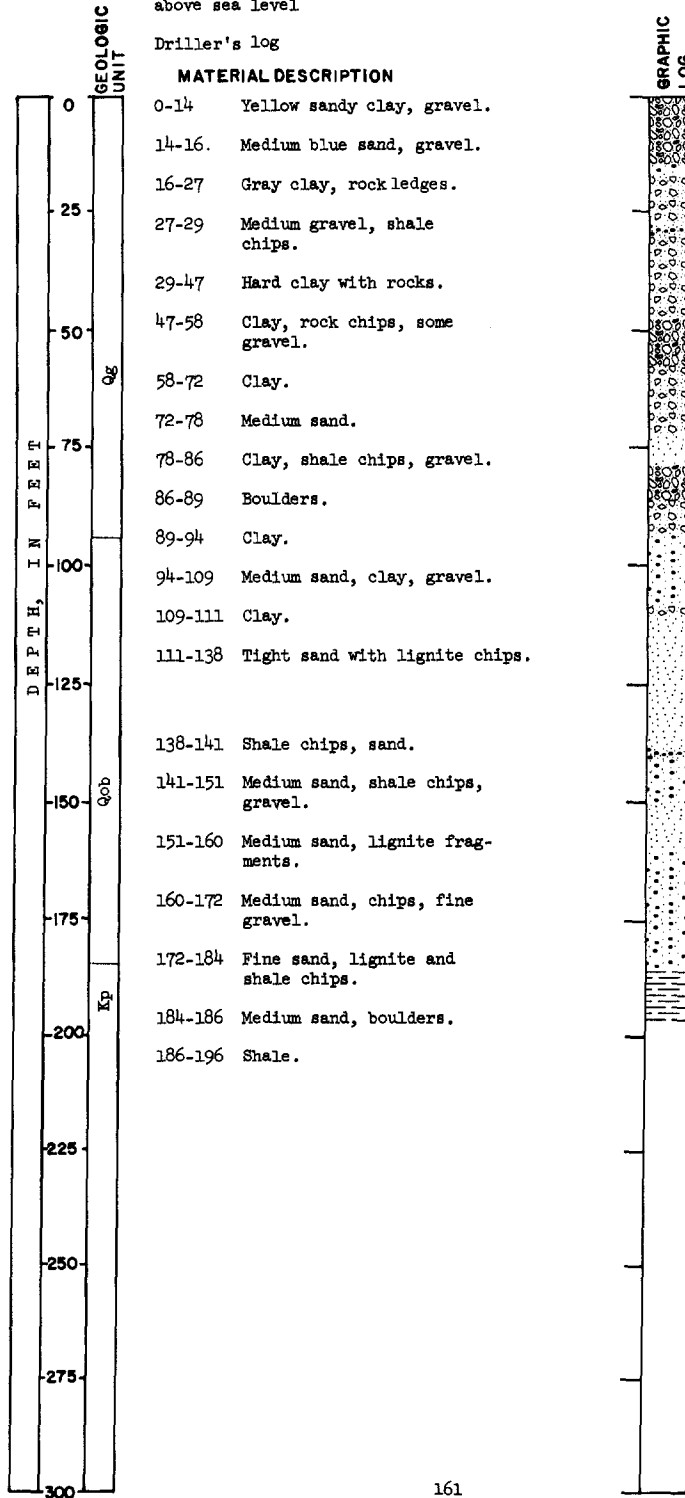 above sea level
Driller's log
GEOLOGIC UNIT
MATERIAL DESCRIPTION
GRAPHIC LOG
DEPTH, IN FEET
0
25
50
75
100
125
150
175
200
225
250
275
300
Qg
Qob
Kp
0-14 Yellow sandy clay, gravel.
14-16. Medium blue sand, gravel.
16-27 Gray clay, rock ledges.
27-29 Medium gravel, shale
chips.
29-47 Hard clay with rocks.
47-58 Clay, rock chips, some
gravel.
58-72 Clay.
72-78 Medium sand.
78-86 Clay, shale chips, gravel.
86-89 Boulders.
89-94 Clay.
94-109 Medium sand, clay, gravel.
109-111 Clay.
111-138 Tight sand with lignite chips.
138-141 Shale chips, sand.
141-151 Medium sand, shale chips,
gravel.
151-160 Medium sand, lignite frag-
ments.
160-172 Medium sand, chips, fine
gravel.
172-184 Fine sand, lignite and
shale chips.
184-186 Medium sand, boulders.
186-196 Shale.
161